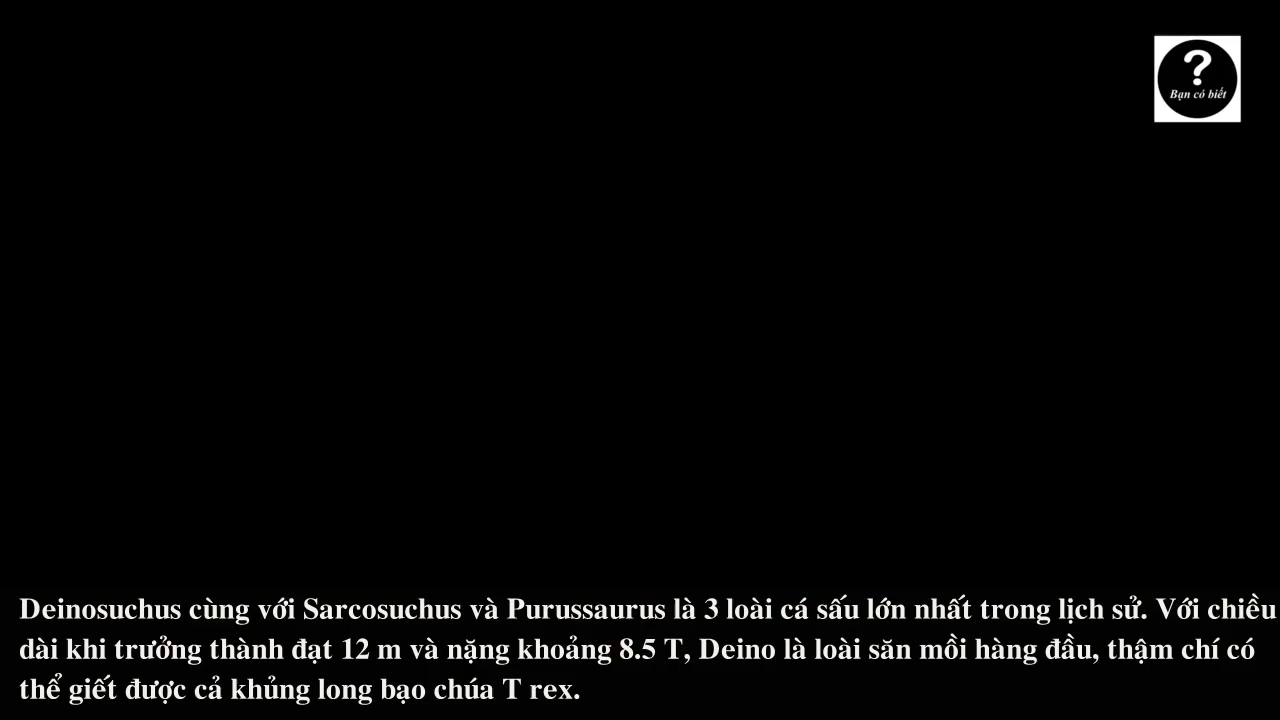 ?
Bạn có biết
Deinosuchus cùng với Sarcosuchus và Purussaurus là 3 loài cá sấu lớn nhất trong lịch sử. Với chiều
dài khi trưởng thành đạt 12 m và nặng khoảng 8.5 T, Deino là loài săn mồi hàng đầu, thậm chí có
thể giết được cả khủng long bạo chúa T rex.